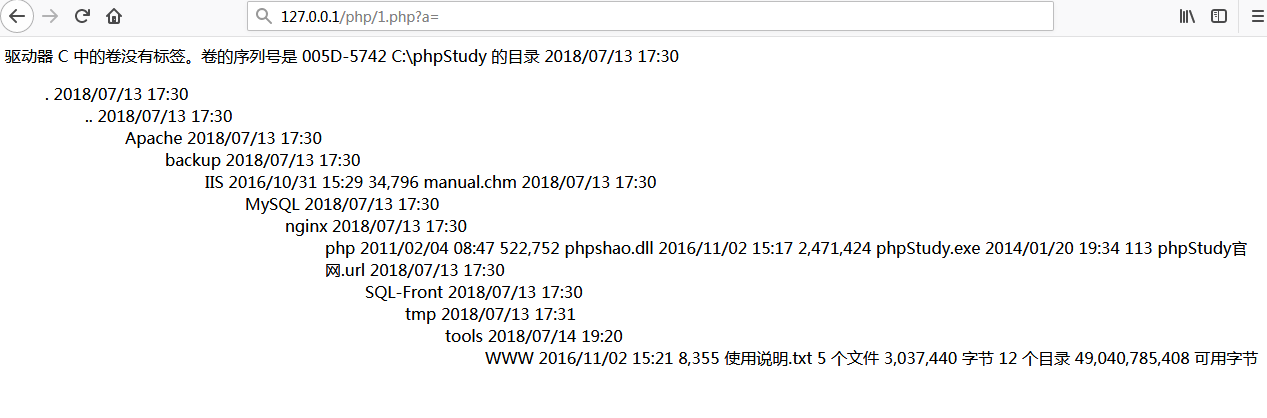 127.0.0.1/php/1.php?a=
驱动器 C 中的卷没有标签。卷的序列号是 005D-5742 C:\phpStudy 的目录 2018/07/13 17:30
. 2018/07/13 17:30
.. 2018/07/13 17:30
Apache 2018/07/13 17:30
backup 2018/07/13 17:30
IIS 2016/10/31 15:29 34,796 manual.chm 2018/07/13 17:30
MySQL 2018/07/13 17:30
nginx 2018/07/13 17:30
php 2011/02/04 08:47 522,752 phpshao.dll 2016/11/02 15:17 2,471,424 phpStudy.exe 2014/01/20 19:34 113 phpStudy官
网.url 2018/07/13 17:30
SQL-Front 2018/07/13 17:30
tmp 2018/07/13 17:31
tools 2018/07/14 19:20
WWW 2016/11/02 15:21 8,355 使用说明.txt 5 个文件 3,037,440 字节 12 个目录 49,040,785,408 可用字节